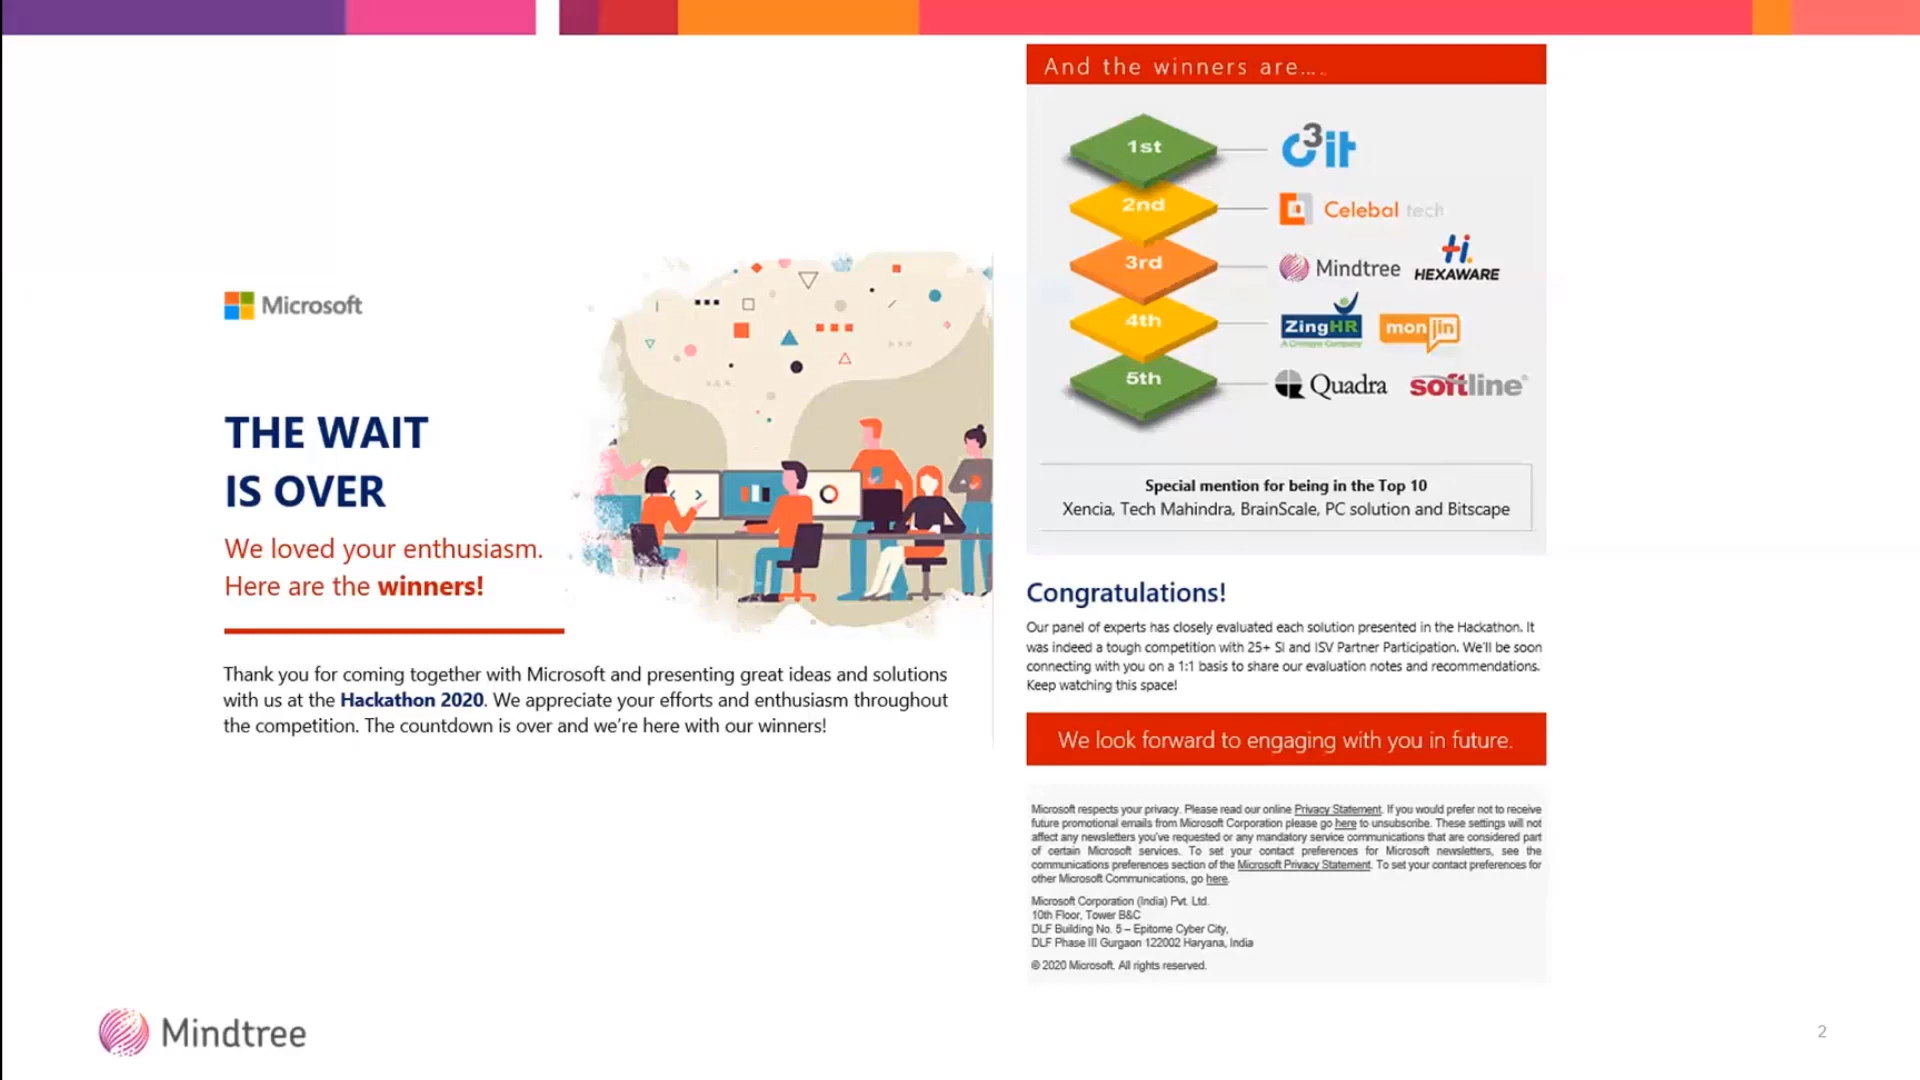 Microsoft
THE WAIT
IS OVER
We loved your enthusiasm.
Here are the winners!
Thank you for coming together with Microsoft and presenting great ideas and solutions
with us at the Hackathon 2020. We appreciate your efforts and enthusiasm throughout
the competition. The countdown is over and we're here with our winners!
And the winners are.....
1st
C3it
2nd
Celebal tech
3rd
Mindtree
Hi.
HEXAWARE
4th
ZingHR
monjin
5th
Quadra
softline®
Special mention for being in the Top 10
Xencia, Tech Mahindra, BrainScale, PC solution and Bitscape
Congratulations!
Our panel of experts has closely evaluated each solution presented in the Hackathon. It
was indeed a tough competition with 25+ SI and ISV Partner Participation. We'll be soon
connecting with you on a 1:1 basis to share our evaluation notes and recommendations.
Keep watching this space!
We look forward to engaging with you in future.
Microsoft respects your privacy. Please read our online Privacy Statement. If you would prefer not to receive
future promotional emails from Microsoft Corporation please go here to unsubscribe. These settings will not
affect any newsletters you've requested or any mandatory service communications that are considered part
of certain Microsoft services. To set your contact preferences for Microsoft newsletters, see the
communications preferences section of the Microsoft Privacy Statement. To set your contact preferences for
other Microsoft Communications, go here.
Microsoft Corporation (India) Pvt. Ltd.
10th Floor, Tower B&C
DLF Building No. 5 – Epitome Cyber City,
DLF Phase III Gurgaon 122002 Haryana, India
© 2020 Microsoft. All rights reserved.
Mindtree
2